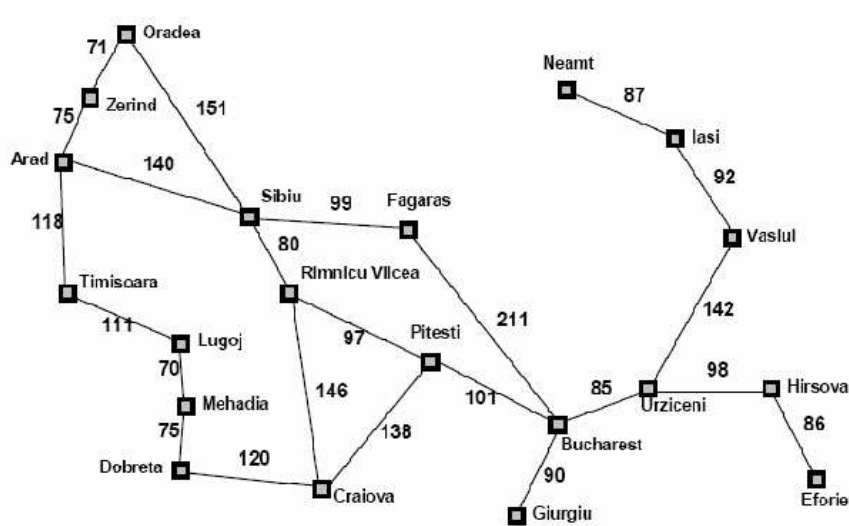 Oradea
71
Neamt
87
Zerind
75
151
Iasi
Arad
140
92
Sibiu
99
Fagaras
118
80
Vaslui
Timisoara
Rimnicu Vilcea
142
111
Lugoj
97
Pitesti
211
70
146
98
Mehadia
101
85
Urziceni
Hirsova
75
138
86
Bucharest
Dobreta
120
90
Craiova
Giurgiu
Eforie